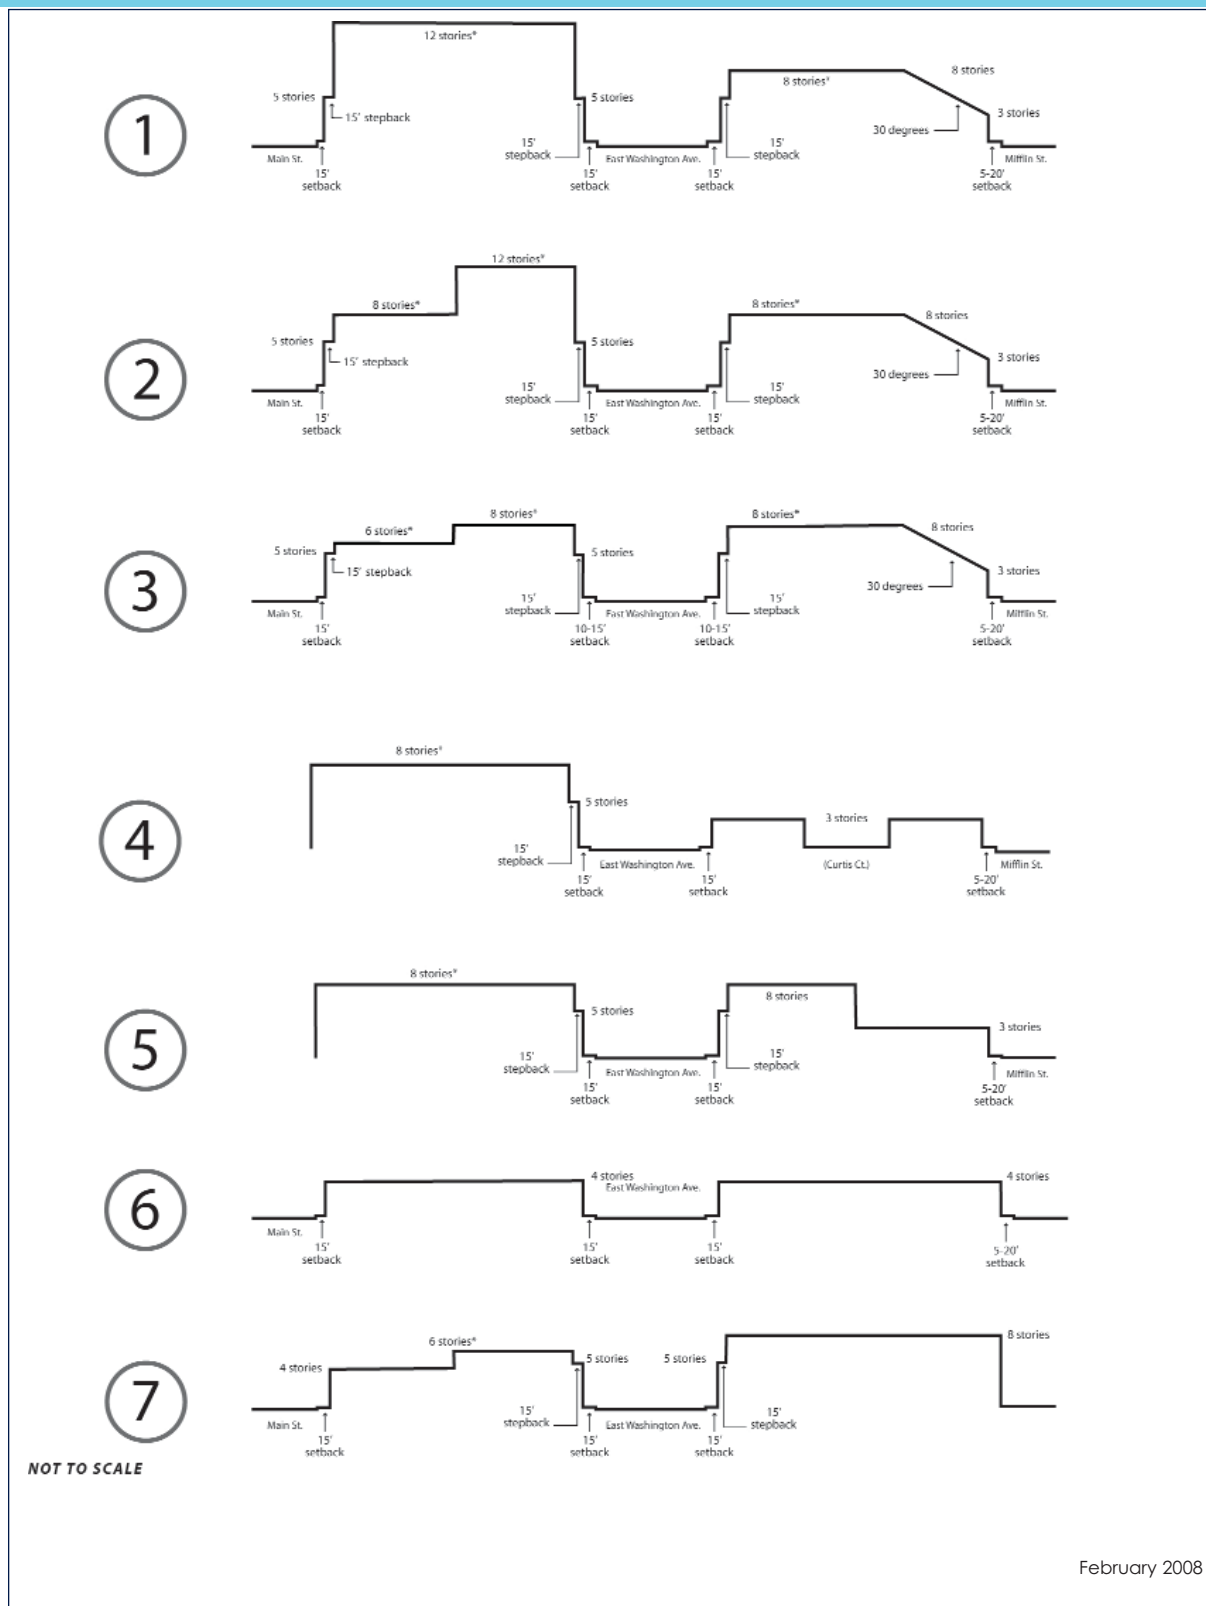 12 stories*
8 stories
8 stories*
5 stories
5 stories
3 stories
15' stepback
30 degrees
Main St.
15'
stepback
East Washington Ave.
15'
stepback
Mifflin St.
15'
setback
15'
setback
15'
setback
5-20'
setback
1
12 stories*
8 stories*
8 stories*
8 stories
5 stories
5 stories
3 stories
15' stepback
30 degrees
Main St.
15'
stepback
East Washington Ave.
15'
stepback
Mifflin St.
15'
setback
15'
setback
15'
setback
5-20'
setback
2
8 stories*
8 stories*
6 stories*
8 stories
5 stories
5 stories
3 stories
15' stepback
30 degrees
Main St.
15'
stepback
East Washington Ave.
15'
stepback
Mifflin St.
15'
setback
10-15'
setback
10-15'
setback
5-20'
setback
3
8 stories*
5 stories
3 stories
15'
stepback
East Washington Ave.
(Curtis Ct.)
Mifflin St.
15'
setback
15'
setback
5-20'
setback
4
8 stories*
8 stories
5 stories
3 stories
15'
stepback
East Washington Ave.
15'
stepback
Mifflin St.
15'
setback
15'
setback
5-20'
setback
5
4 stories
East Washington Ave.
4 stories
Main St.
15'
setback
15'
setback
15'
setback
5-20'
setback
6
6 stories*
8 stories
4 stories
5 stories
5 stories
15'
stepback
15'
stepback
Main St.
East Washington Ave.
15'
setback
15'
setback
15'
setback
7
NOT TO SCALE
February 2008